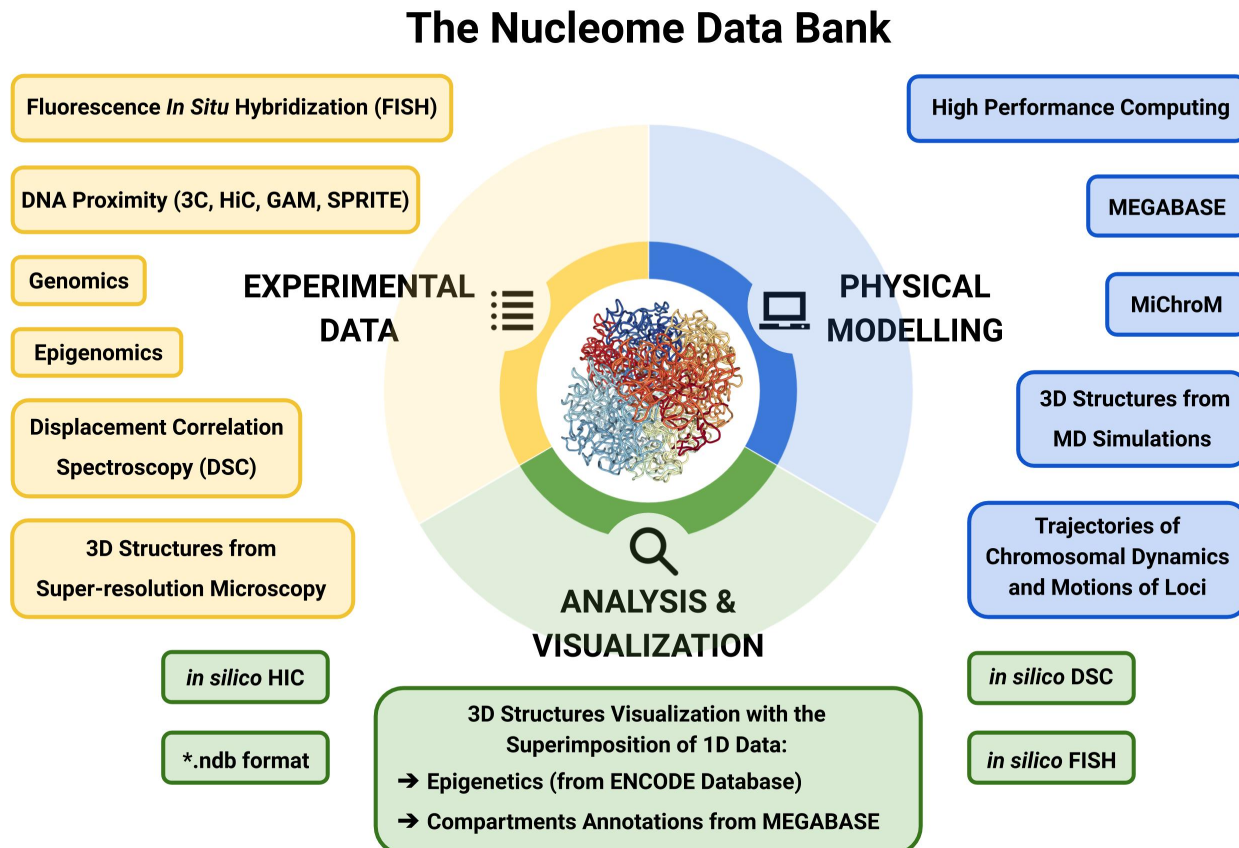 The Nucleome Data Bank
Fluorescence In Situ Hybridization (FISH)
DNA Proximity (3C, HiC, GAM, SPRITE)
Genomics
Epigenomics
Displacement Correlation
Spectroscopy (DSC)
3D Structures from
Super-resolution Microscopy
EXPERIMENTAL
DATA
PHYSICAL
MODELLING
High Performance Computing
MEGABASE
MiChroM
3D Structures from
MD Simulations
Trajectories of
Chromosomal Dynamics
and Motions of Loci
ANALYSIS &
VISUALIZATION
in silico HIC
*.ndb format
3D Structures Visualization with the
Superimposition of 1D Data:
➔ Epigenetics (from ENCODE Database)
➔ Compartments Annotations from MEGABASE
in silico DSC
in silico FISH